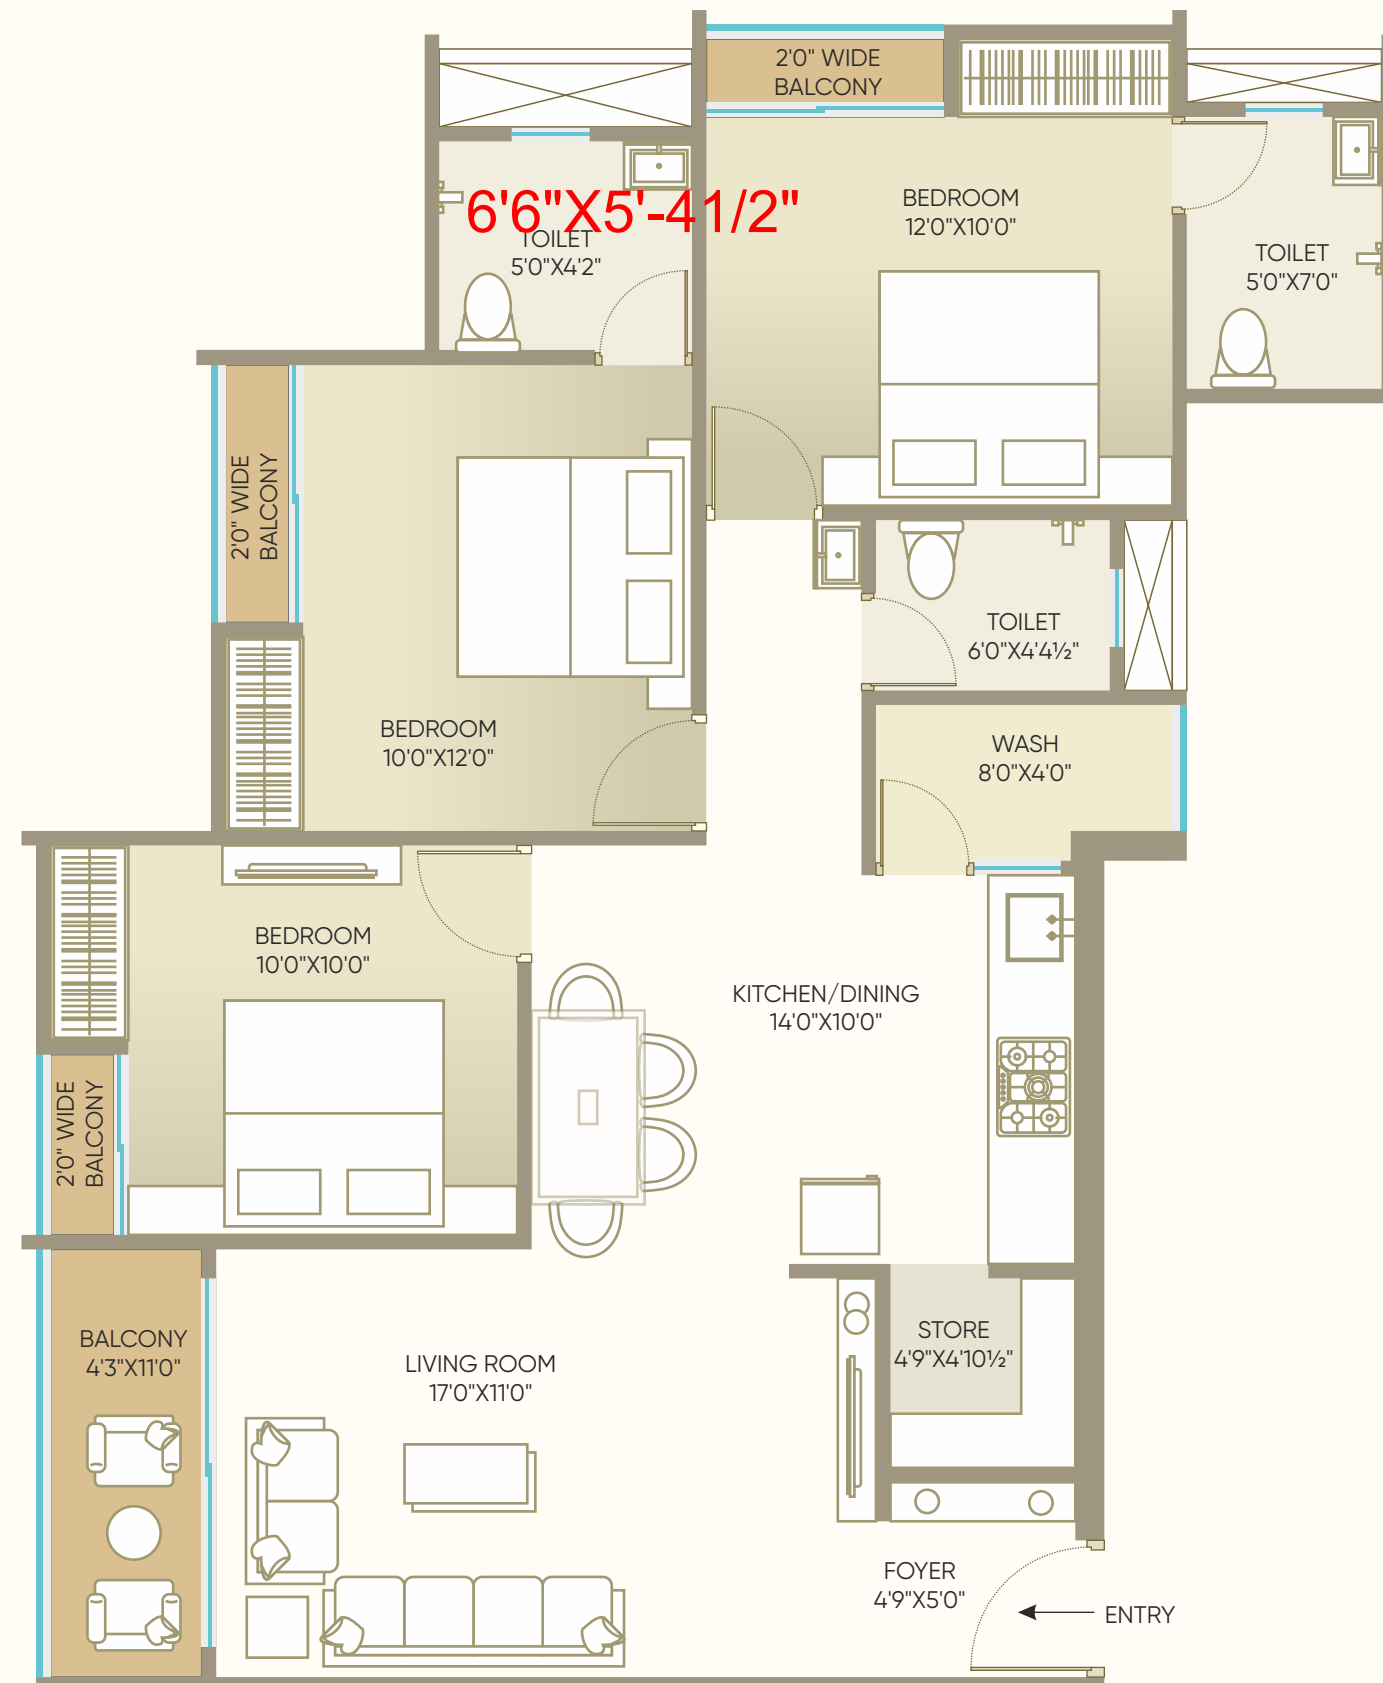 2'0" WIDE
BALCONY
6'6"X5'-41/2"
TOILET
5'0"X4'2"
BEDROOM
12'0"X10'0"
TOILET
5'0"X7'0"
2'0" WIDE
BALCONY
TOILET
6'0"X4'4½"
BEDROOM
10'0"X12'0"
WASH
8'0"X4'0"
BEDROOM
10'0"X10'0"
KITCHEN/DINING
14'0"X10'0"
2'0" WIDE
BALCONY
BALCONY
4'3"X11'0"
LIVING ROOM
17'0"X11'0"
STORE
4'9"X4'10½"
FOYER
4'9"X5'0"
ENTRY